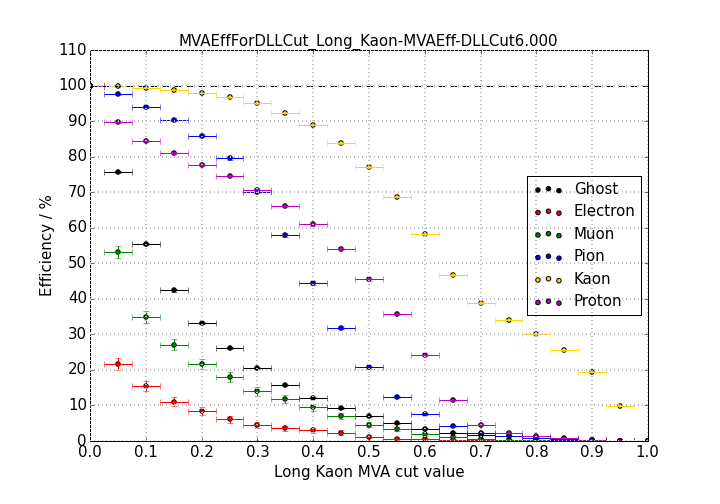 MVAEffForDLLCut_Long_Kaon-MVAEff-DLLCut6.000
110
100
90
80
70
60
50
40
30
20
10
0
Efficiency / %
Ghost
Electron
Muon
Pion
Kaon
Proton
0.0 0.1 0.2 0.3 0.4 0.5 0.6 0.7 0.8 0.9 1.0
Long Kaon MVA cut value